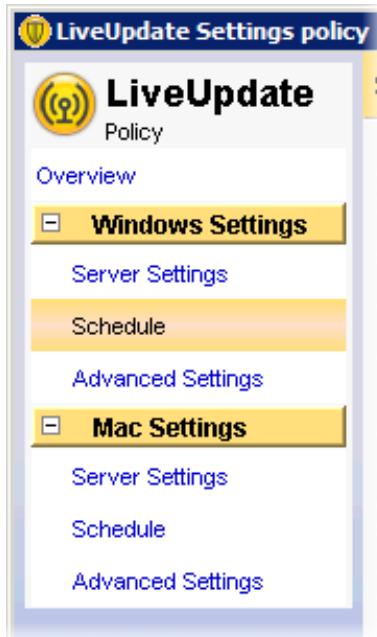 LiveUpdate Settings policy
LiveUpdate
Policy
Overview
Windows Settings
Server Settings
Schedule
Advanced Settings
Mac Settings
Server Settings
Schedule
Advanced Settings